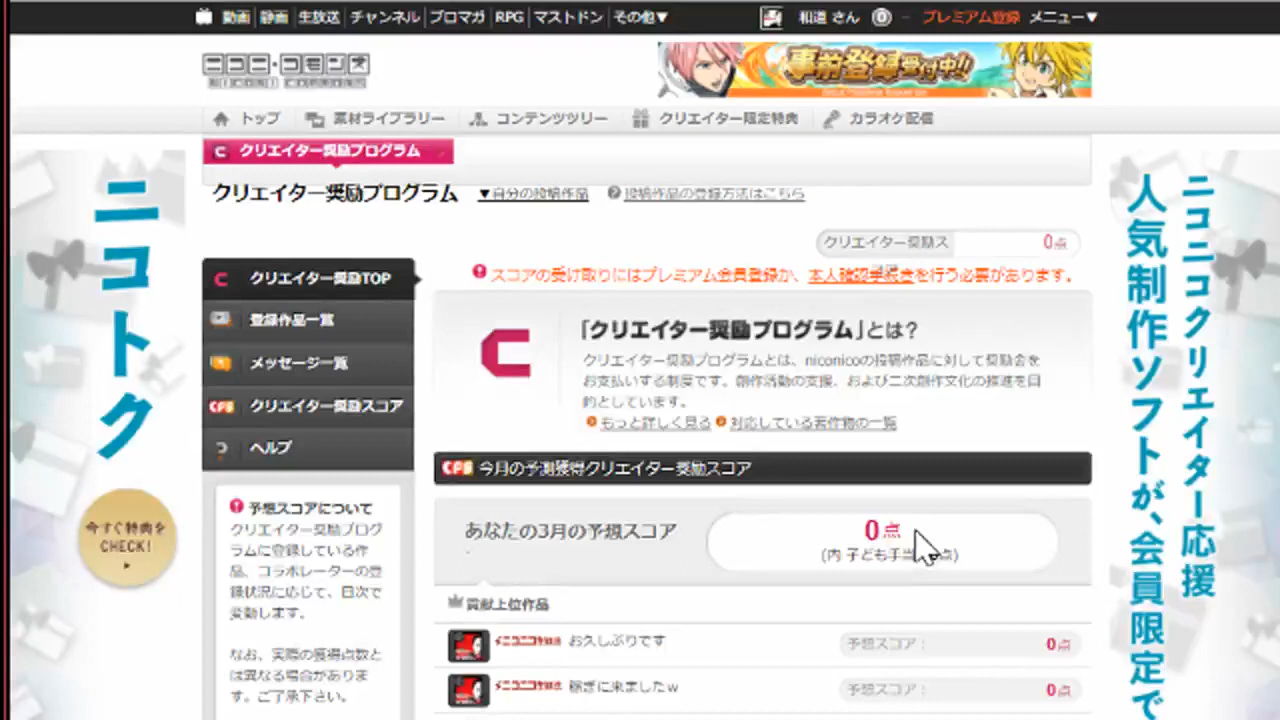 動画 静画 生放送 チャンネル ブロマガ RPG マストドン その他▼ 和道 さん プレミアム登録 メニュー▼
ニコニ・コモンズ
NICONI COMMONS
事前登録受付中!!
トップ 素材ライブラリー コンテンツツリー クリエイター限定特典 カラオケ配信
クリエイター奨励プログラム
クリエイター奨励プログラム ▼自分の投稿作品 投稿作品の登録方法はこちら
クリエイター奨励ス 0点
スコアの受け取りにはプレミアム会員登録か、本人確認手続きを行う必要があります。
クリエイター奨励TOP
登録作品一覧
メッセージ一覧
CPS クリエイター奨励スコア
ヘルプ
「クリエイター奨励プログラム」とは?
クリエイター奨励プログラムとは、niconicoの投稿作品に対して奨励金を
お支払いする制度です。創作活動の支援、および二次創作文化の推進を目
的としています。
もっと詳しく見る 対応している著作物の一覧
CPS 今月の予測獲得クリエイター奨励スコア
あなたの3月の予想スコア
0点
(内 子ども手当 点)
貢献上位作品
お久しぶりです 予想スコア: 0点
稼ぎに来ましたw 予想スコア: 0点
予想スコアについて
クリエイター奨励プログ
ラムに登録している作
品、コラボレーターの登
録状況に応じて、日次で
変動します。
なお、実際の獲得点数と
は異なる場合がありま
す。ご了承下さい。
ニコトク
今すぐ特典を
CHECK!
ニコニコクリエイター応援
人気制作ソフトが、会員限定で